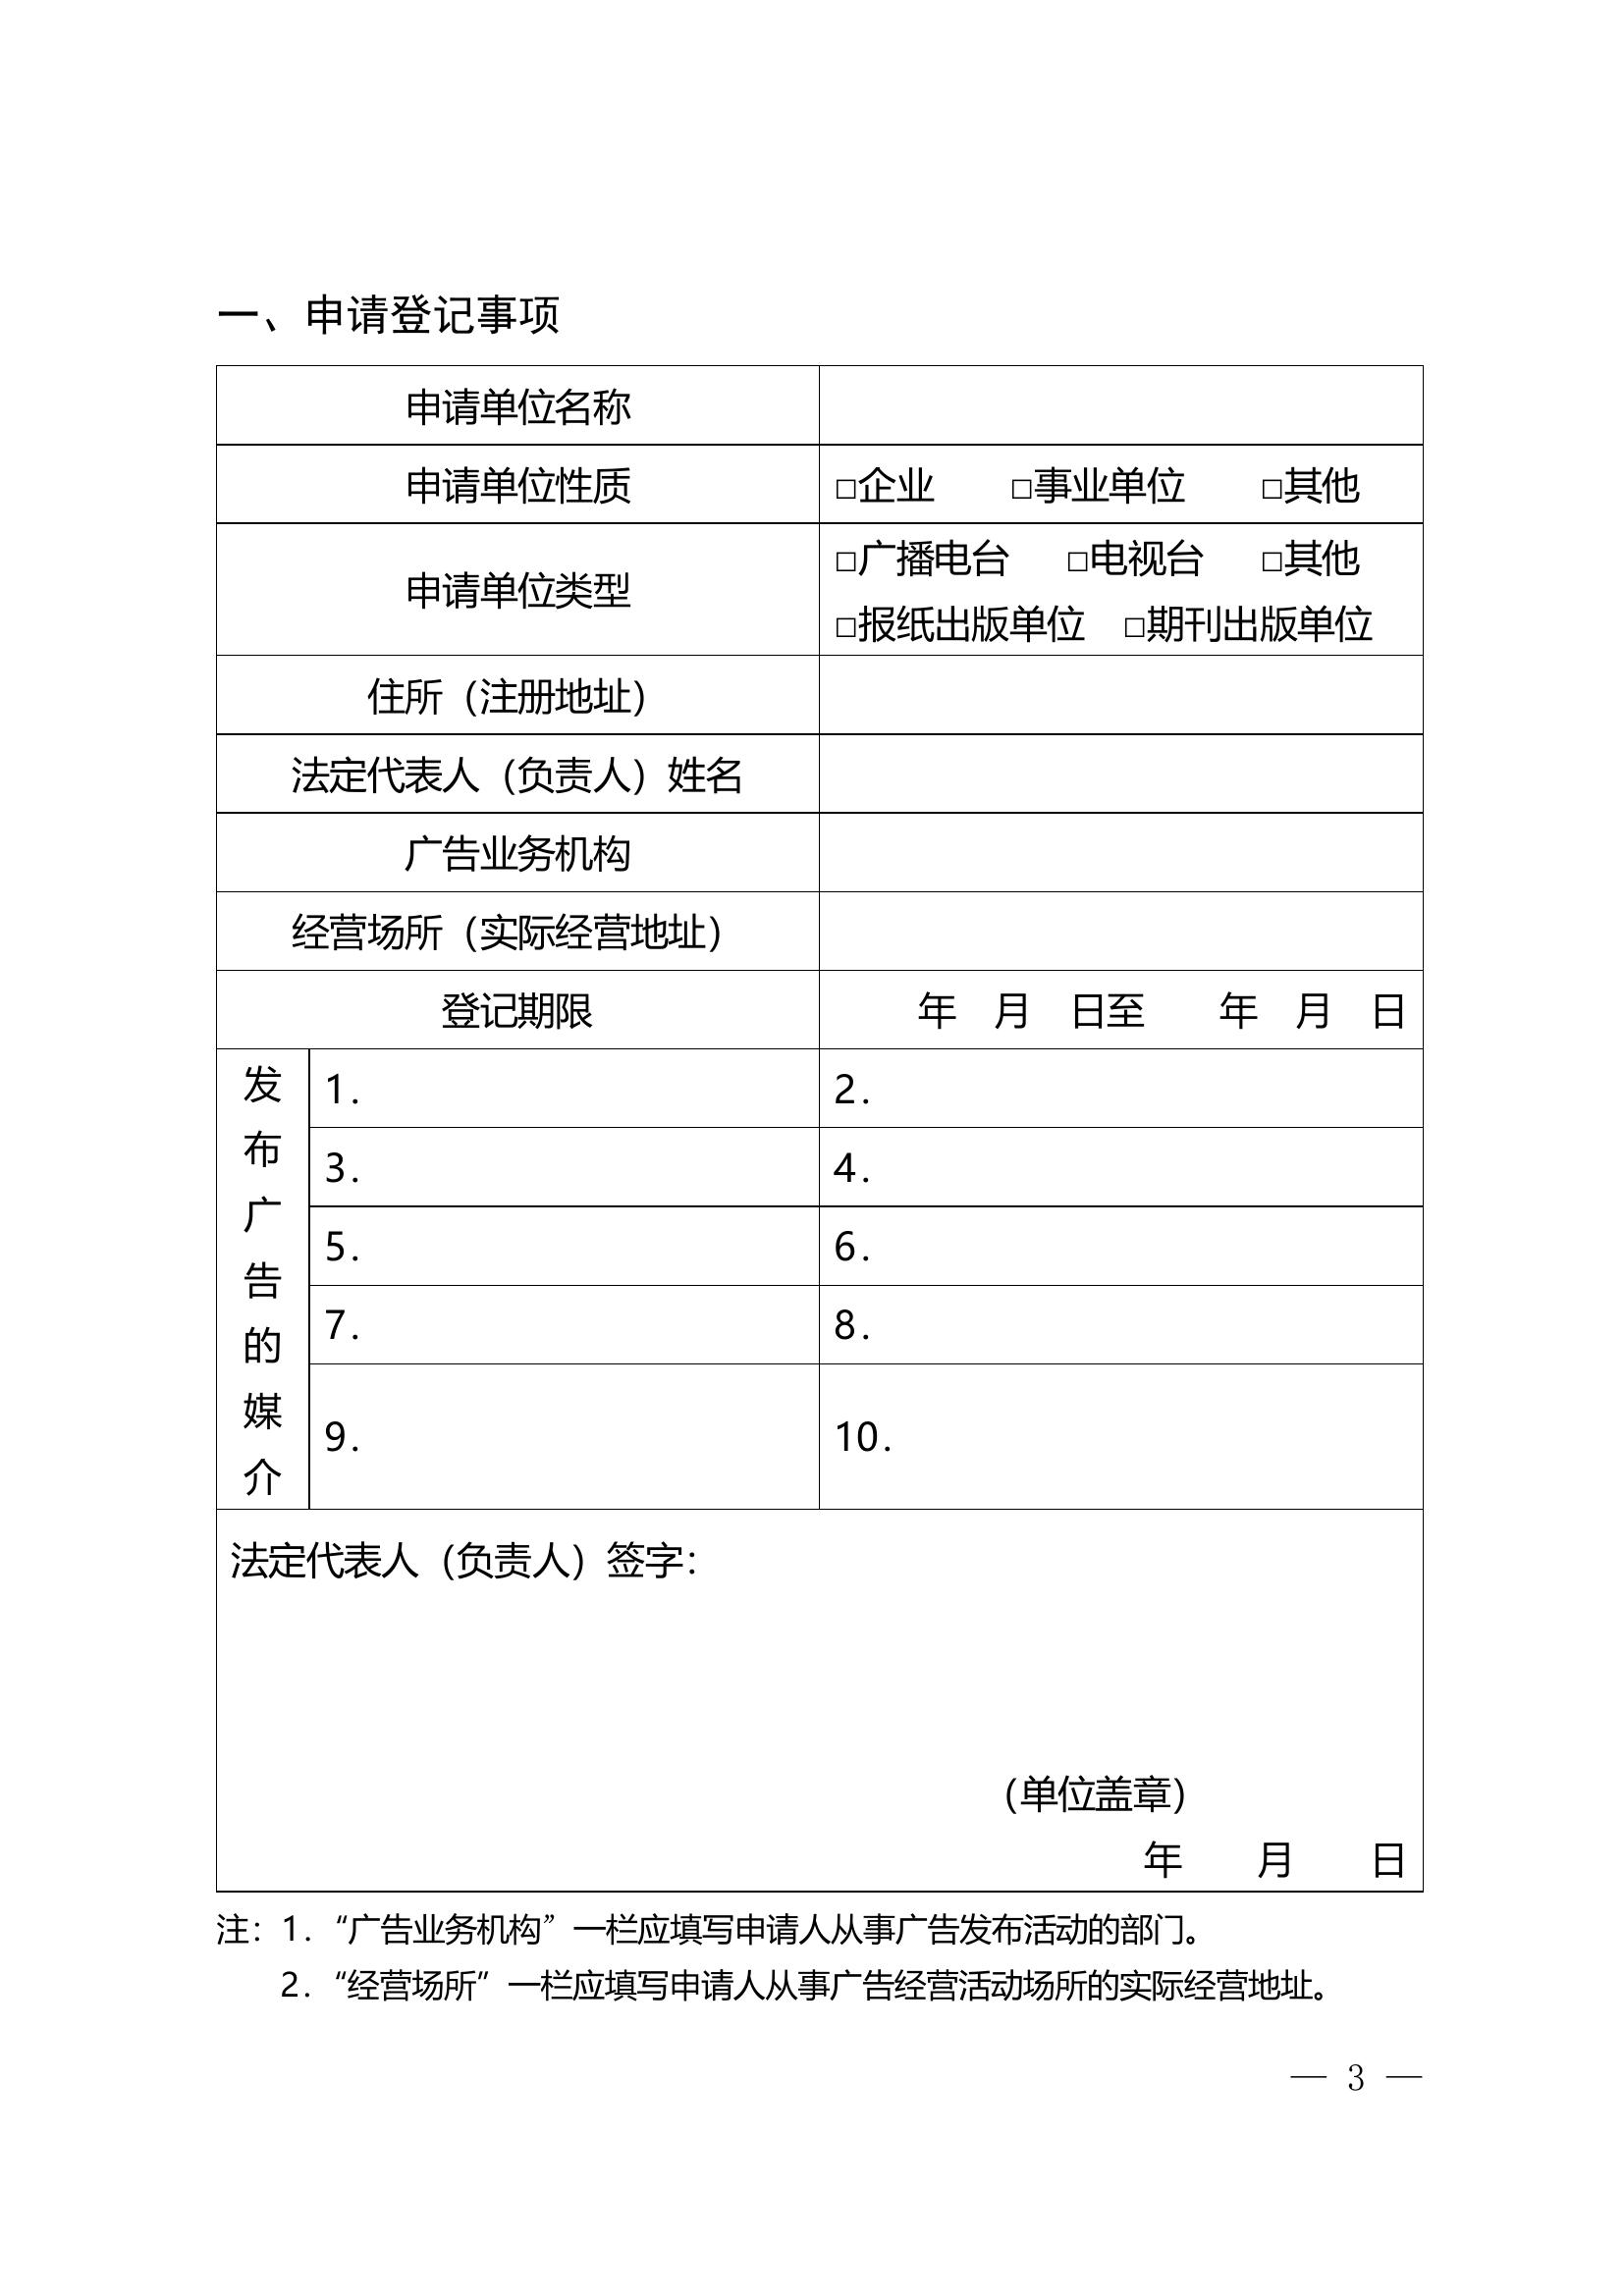 一、申请登记事项
申请单位名称
申请单位性质 □企业 □事业单位 □其他
申请单位类型
□广播电台 □电视台 □其他
□报纸出版单位 □期刊出版单位
住所（注册地址）
法定代表人（负责人）姓名
广告业务机构
经营场所（实际经营地址）
登记期限 年 月 日至 年 月 日
发布广告的媒介
1. 2.
3. 4.
5. 6.
7. 8.
9. 10.
法定代表人（负责人）签字：
（单位盖章）
年 月 日
注：1.“广告业务机构”一栏应填写申请人从事广告发布活动的部门。
2.“经营场所”一栏应填写申请人从事广告经营活动场所的实际经营地址。
— 3 —